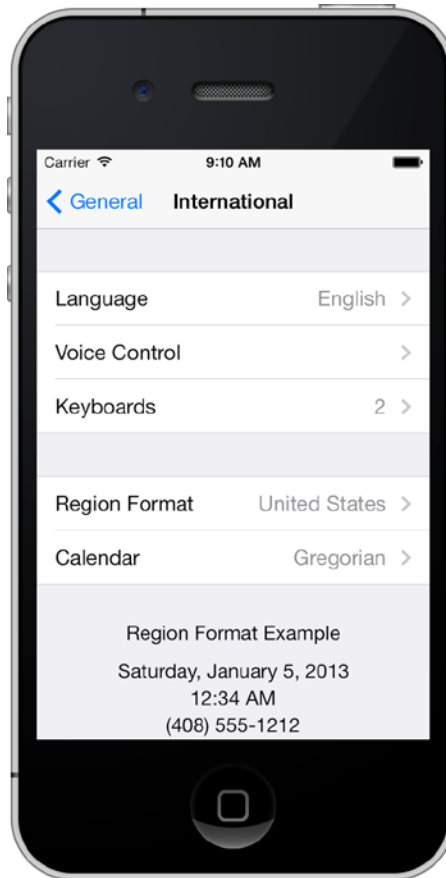 Carrier 9:10 AM
General International
Language English
Voice Control
Keyboards 2
Region Format United States
Calendar Gregorian
Region Format Example
Saturday, January 5, 2013
12:34 AM
(408) 555-1212